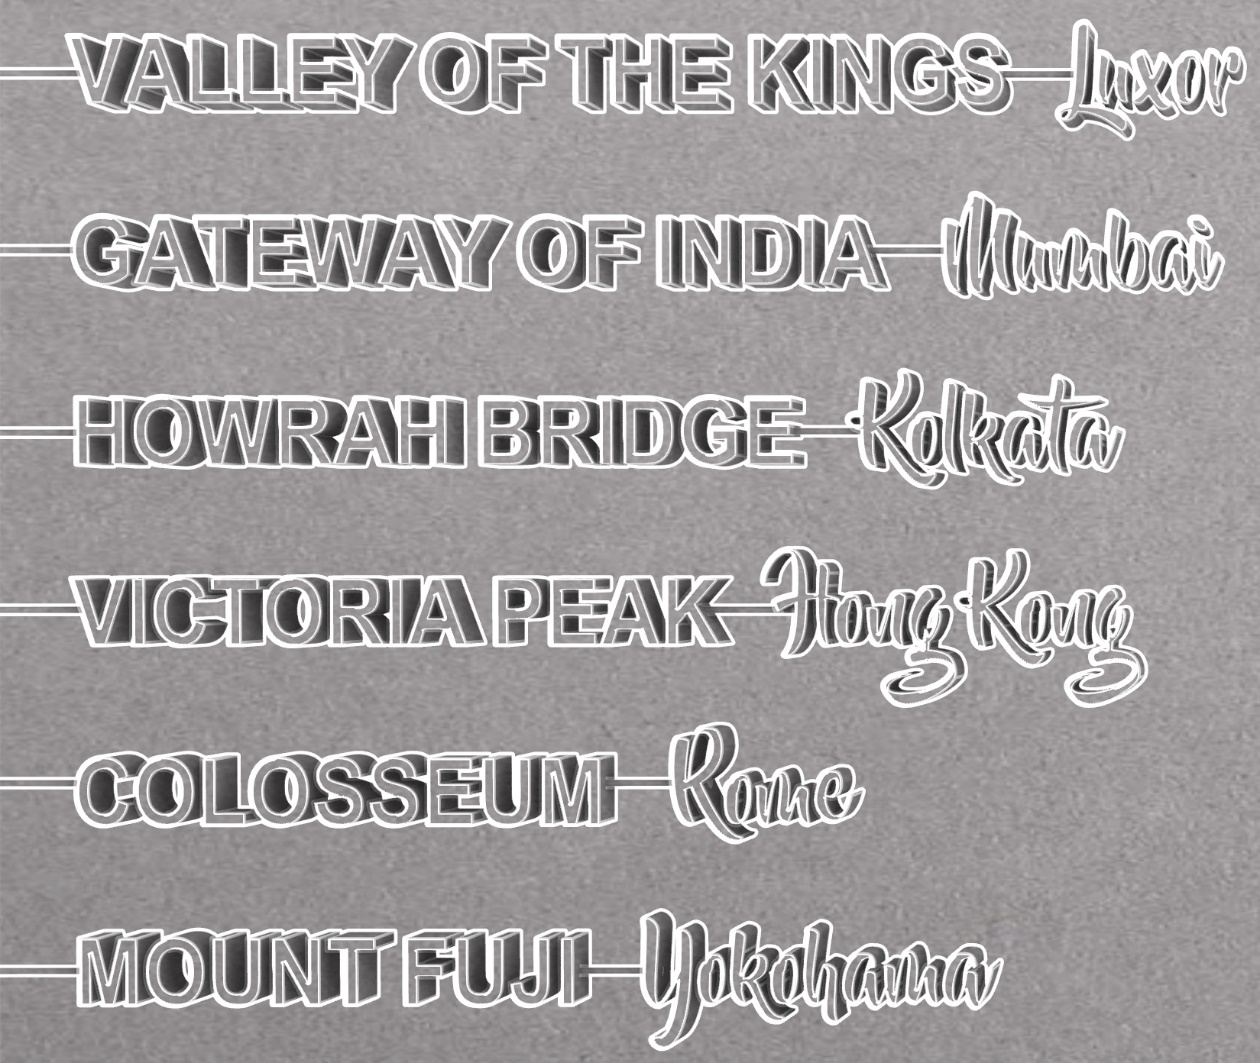 VALLEY OF THE KINGS Luxor
GATEWAY OF INDIA Mumbai
HOWRAH BRIDGE Kolkata
VICTORIA PEAK Hong Kong
COLOSSEUM Rome
MOUNT FUJI Yokohama